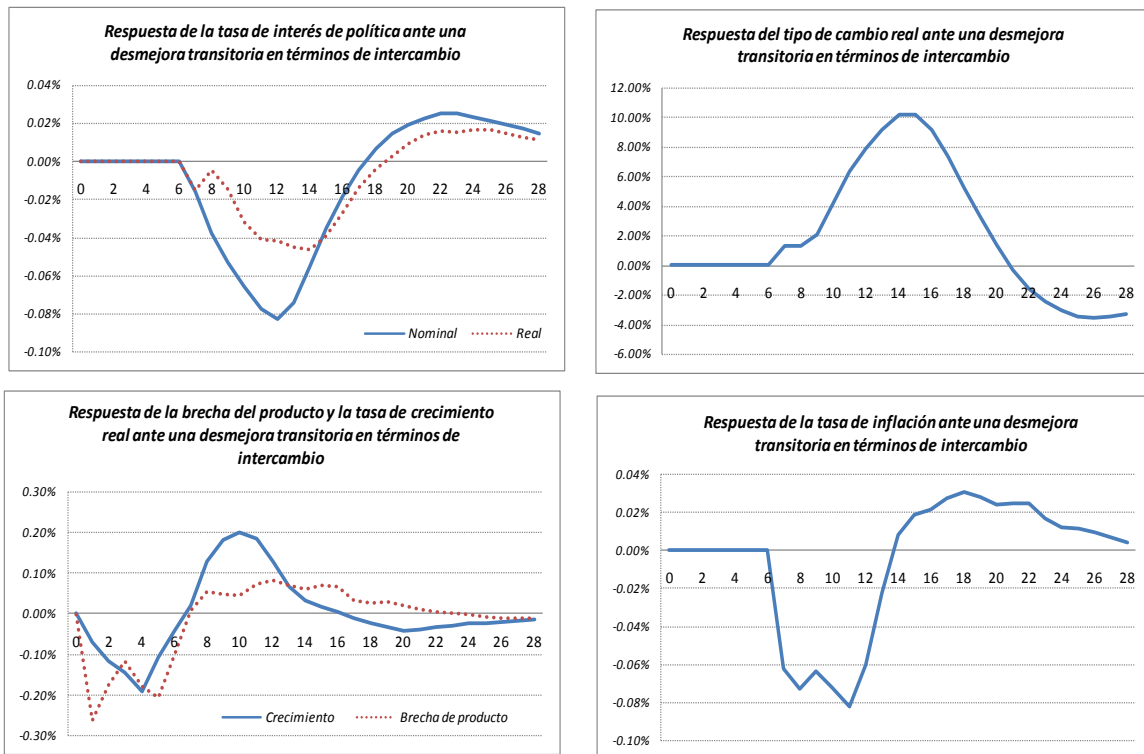 Respuesta de la tasa de interés de política ante una
desmejora transitoria en términos de intercambio
0.04%
0.02%
0.00%
0 2 4 6 8 10 12 14 16 18 20 22 24 26 28
-0.02%
-0.04%
-0.06%
-0.08%
-0.10%
Nominal Real
Respuesta del tipo de cambio real ante una desmejora
transitoria en términos de intercambio
12.00%
10.00%
8.00%
6.00%
4.00%
2.00%
0.00%
0 2 4 6 8 10 12 14 16 18 20 22 24 26 28
-2.00%
-4.00%
-6.00%
Respuesta de la brecha del producto y la tasa de crecimiento
real ante una desmejora transitoria en términos de
intercambio
0.30%
0.20%
0.10%
0.00%
0 2 4 6 8 10 12 14 16 18 20 22 24 26 28
-0.10%
-0.20%
-0.30%
Crecimiento Brecha de producto
Respuesta de la tasa de inflación ante una desmejora
transitoria en términos de intercambio
0.04%
0.02%
0.00%
0 2 4 6 8 10 12 14 16 18 20 22 24 26 28
-0.02%
-0.04%
-0.06%
-0.08%
-0.10%